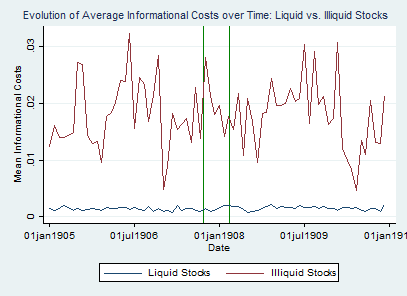 Evolution of Average Informational Costs over Time: Liquid vs. Illiquid Stocks
Mean Informational Costs
.03
.02
.01
0
01jan1905 01jul1906 01jan1908 01jul1909 01jan191
Date
Liquid Stocks Illiquid Stocks